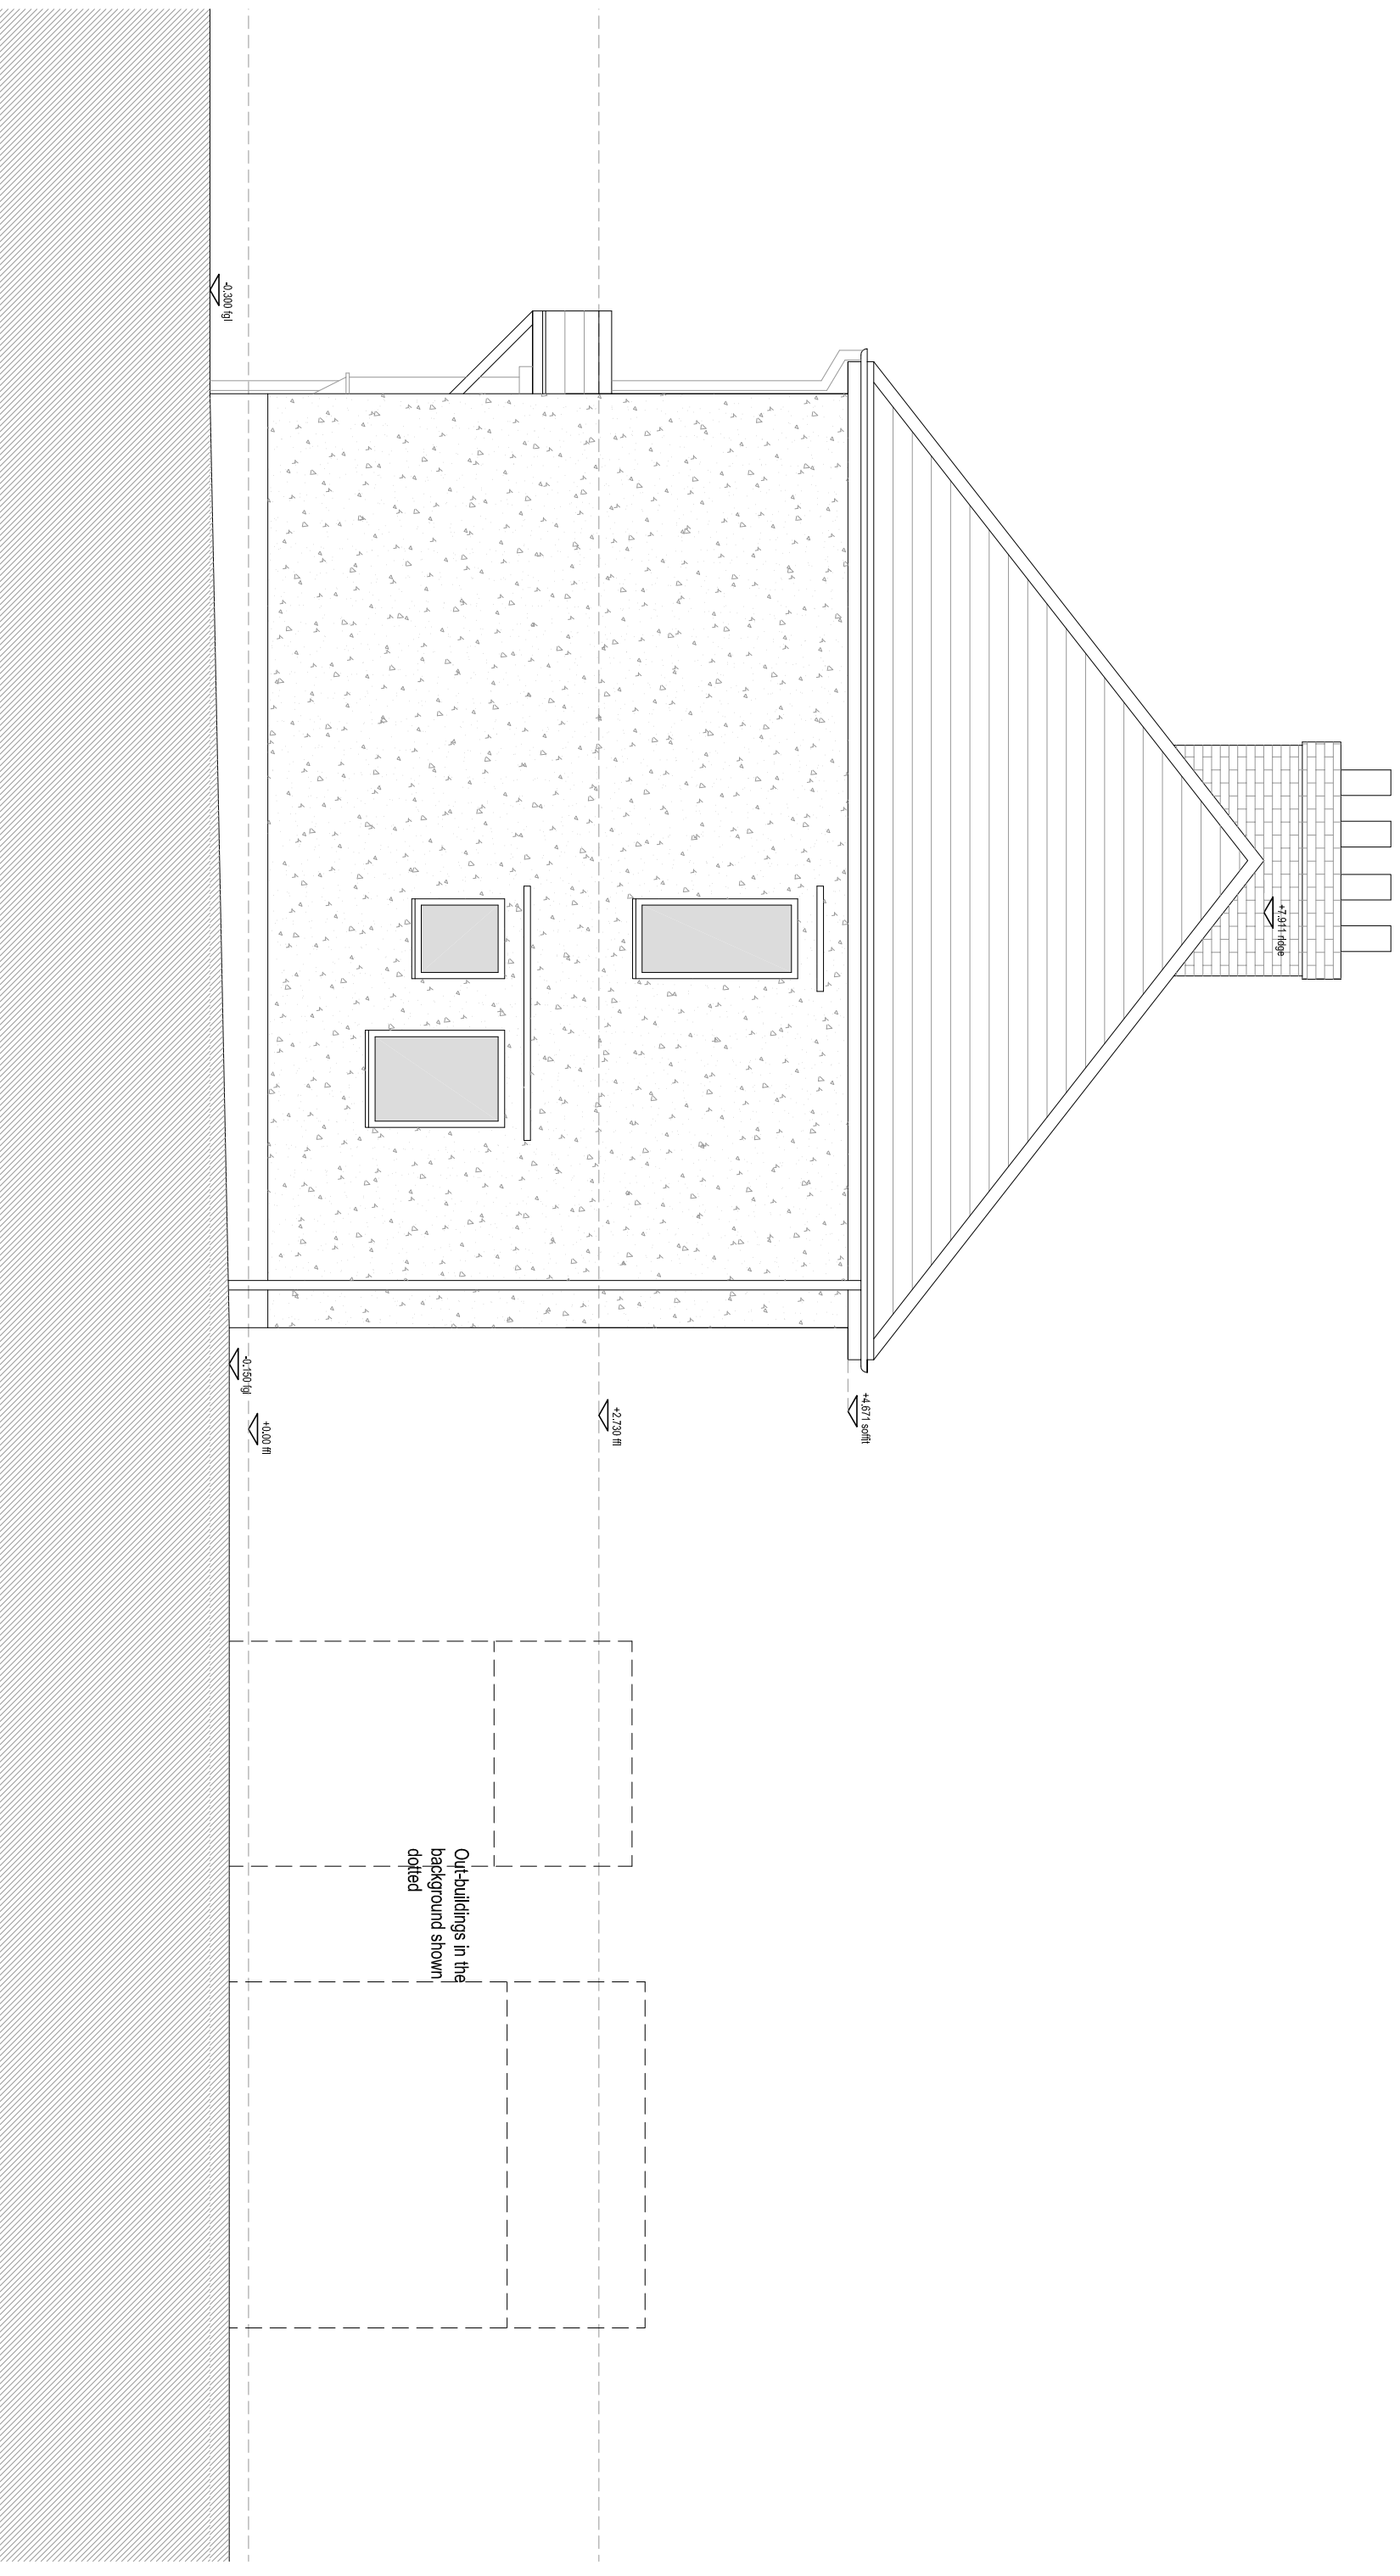 +7.911 ridge
+4.671 soffit
+2.730 ffl
+0.00 ffl
-0.150 fgl
-0.300 fgl
Out-buildings in the
background shown
dotted